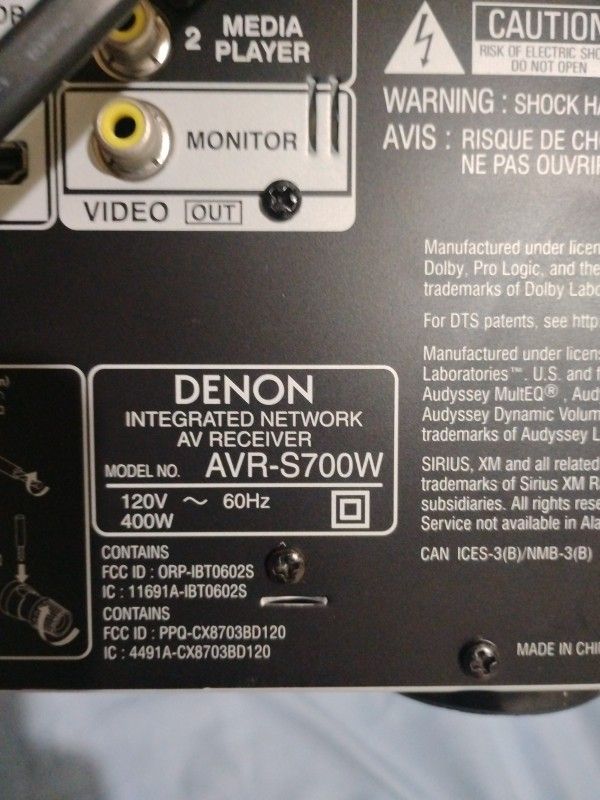 2 MEDIA
PLAYER
MONITOR
VIDEO OUT
CAUTION
RISK OF ELECTRIC
DO NOT OPEN
WARNING : SHOCK
AVIS : RISQUE DE
NE PAS OUVRIR
Manufactured under
Dolby, Pro Logic, and the
trademarks of Dolby
For DTS patents, see http
Manufactured under
Laboratories™. U.S. and
Audyssey MultEQ®,
Audyssey Dynamic
trademarks of Audyssey
SIRIUS, XM and all related
trademarks of Sirius XM
subsidiaries. All rights
Service not available in
CAN ICES-3(B)/NMB-3(B)
MADE IN
DENON
INTEGRATED NETWORK
AV RECEIVER
MODEL NO. AVR-S700W
120V ~ 60Hz
400W
CONTAINS
FCC ID : ORP-IBT0602S
IC : 11691A-IBT0602S
CONTAINS
FCC ID : PPQ-CX8703BD120
IC : 4491A-CX8703BD120